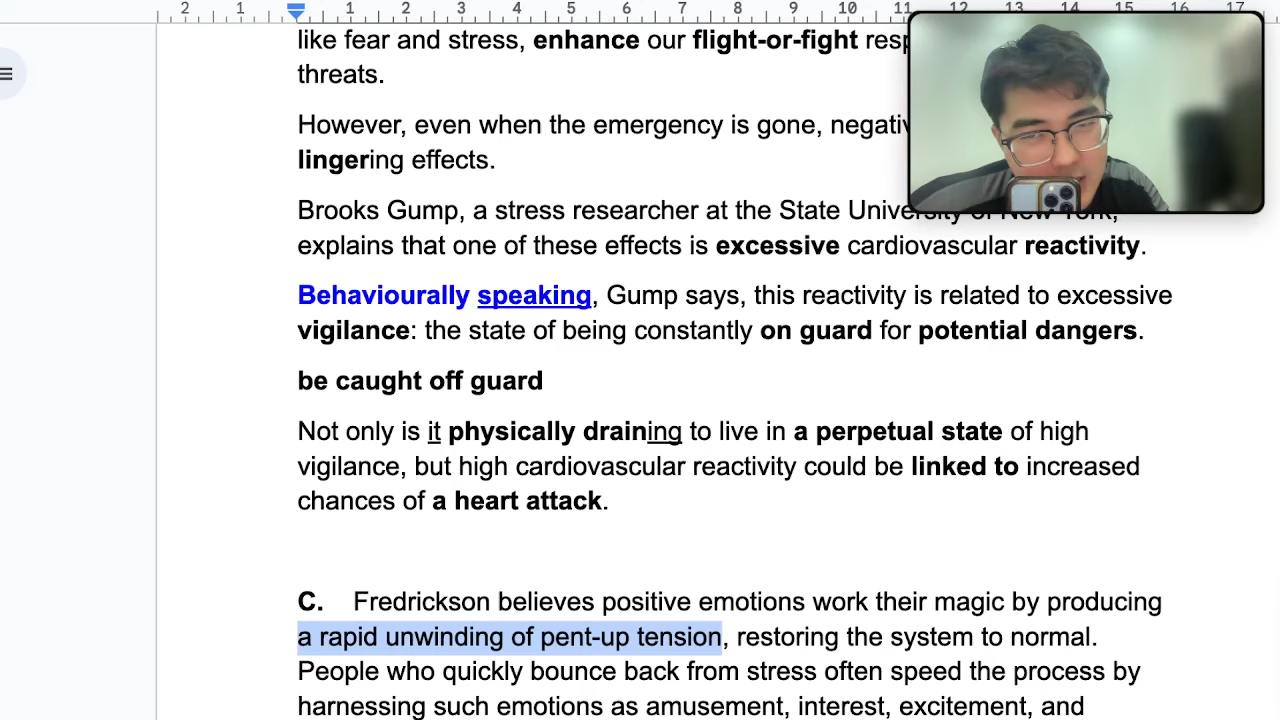 2 1 1 2 3 4 5 6 7 8 9 10 11 12 13 14 15 16 17
like fear and stress, enhance our flight-or-fight
threats.
However, even when the emergency is gone,
lingering effects.
Brooks Gump, a stress researcher at the State University of New York,
explains that one of these effects is excessive cardiovascular reactivity.
Behaviourally speaking, Gump says, this reactivity is related to excessive
vigilance: the state of being constantly on guard for potential dangers.
be caught off guard
Not only is it physically draining to live in a perpetual state of high
vigilance, but high cardiovascular reactivity could be linked to increased
chances of a heart attack.
C. Fredrickson believes positive emotions work their magic by producing
a rapid unwinding of pent-up tension, restoring the system to normal.
People who quickly bounce back from stress often speed the process by
harnessing such emotions as amusement, interest, excitement, and